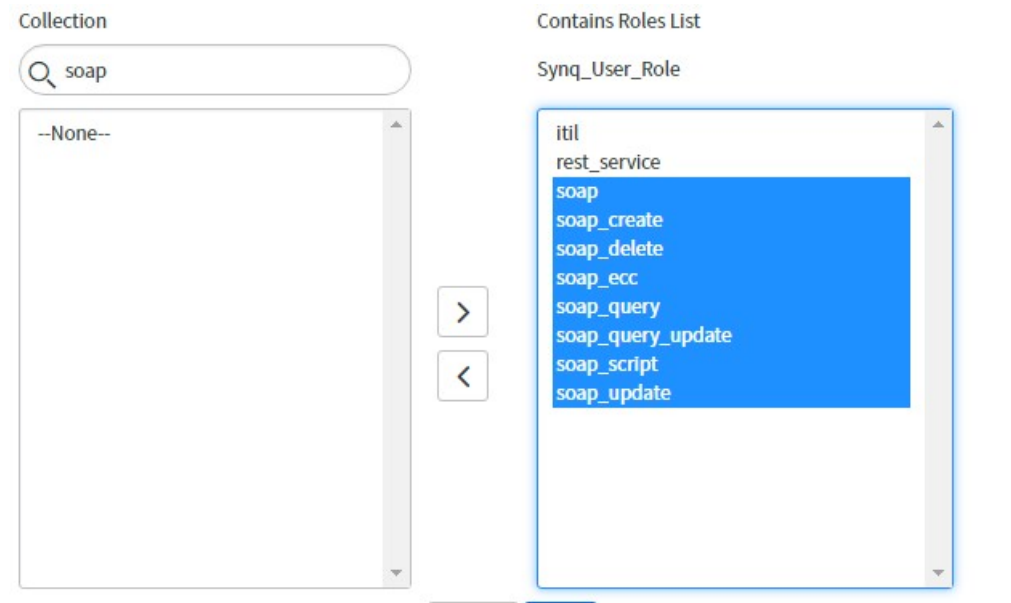 Collection
soap
--None--
Contains Roles List
Synq_User_Role
itil
rest_service
soap
soap_create
soap_delete
soap_ecc
soap_query
soap_query_update
soap_script
soap_update